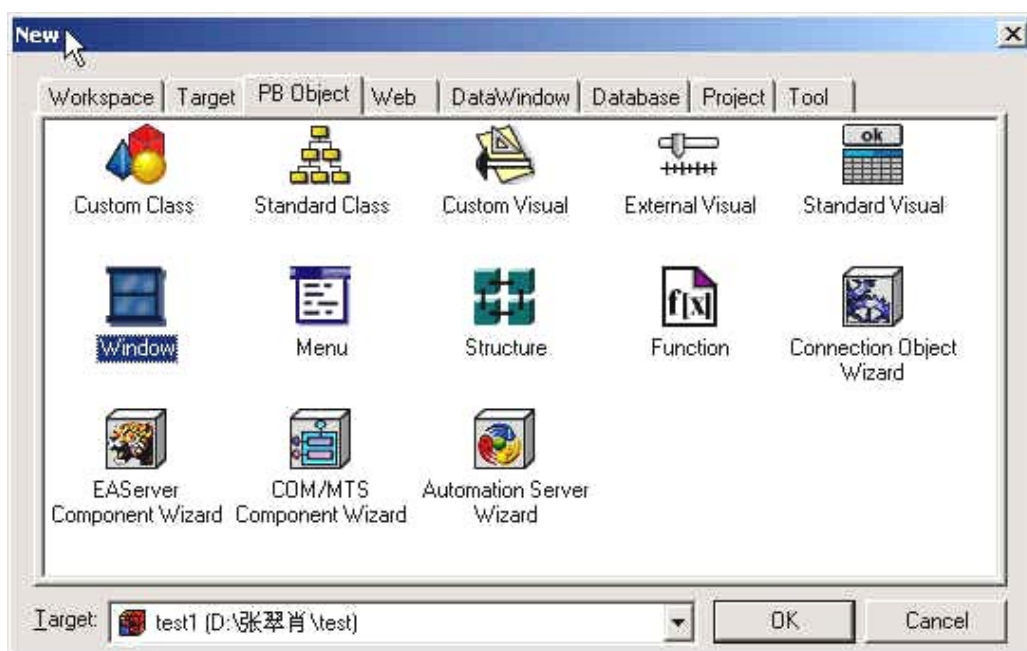 New
Workspace Target PB Object Web DataWindow Database Project Tool
ok
Custom Class Standard Class Custom Visual External Visual Standard Visual
f[x]
Window Menu Structure Function Connection Object
Wizard
EAServer COM/MTS Automation Server
Component Wizard Component Wizard Wizard
Target: test1 (D:\张翠肖\test) OK Cancel